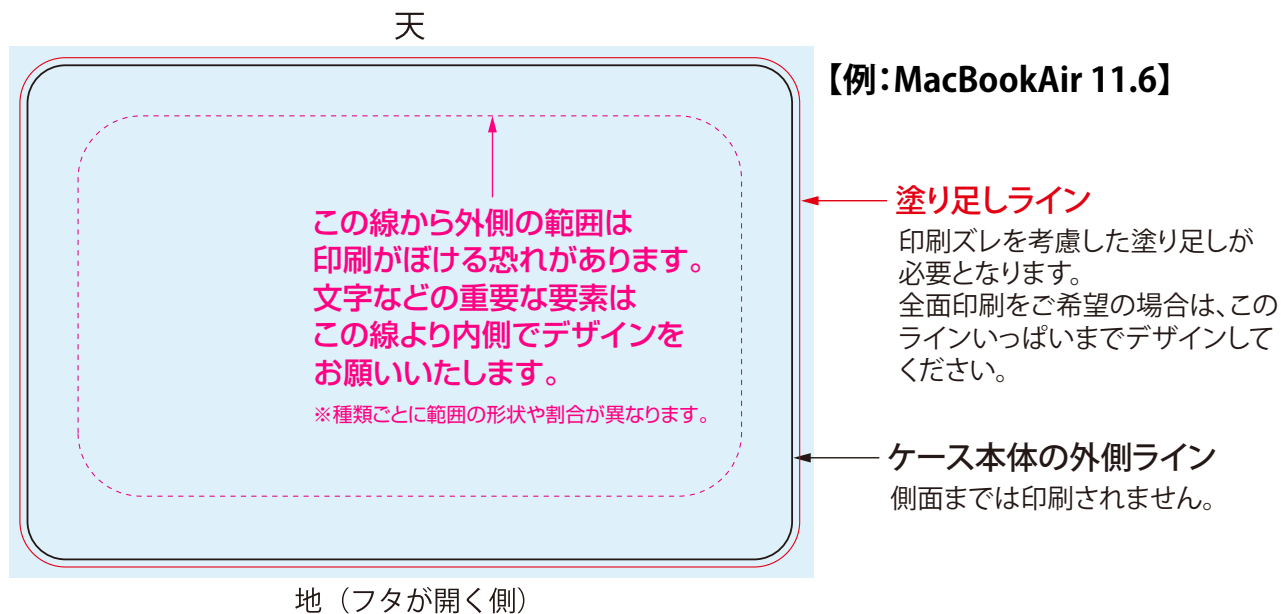 天
【例：MacBookAir 11.6】
この線から外側の範囲は
印刷がぼける恐れがあります。
文字などの重要な要素は
この線より内側でデザインを
お願いいたします。
※種類ごとに範囲の形状や割合が異なります。
塗り足しライン
印刷ズレを考慮した塗り足しが
必要となります。
全面印刷をご希望の場合は、この
ラインいっぱいまでデザインして
ください。
ケース本体の外側ライン
側面までは印刷されません。
地（フタが開く側）